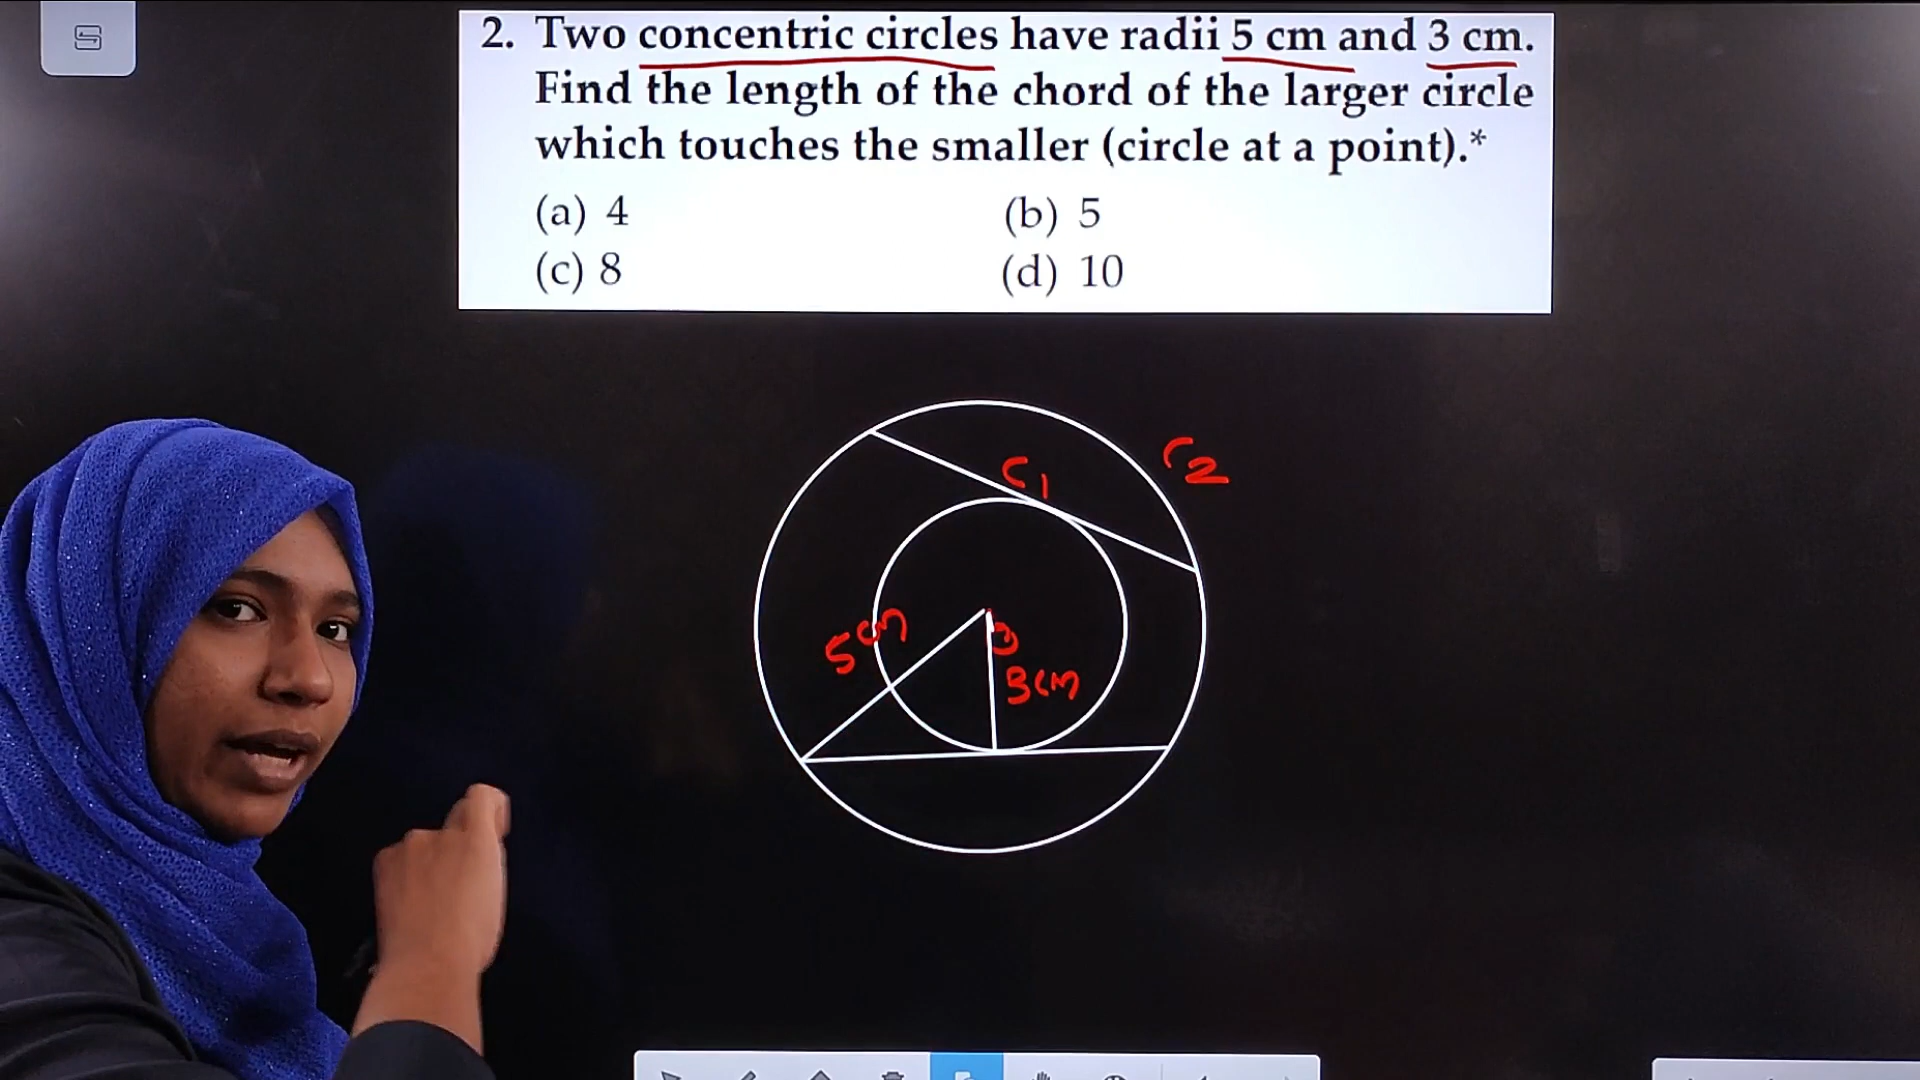 2. Two concentric circles have radii 5 cm and 3 cm.
Find the length of the chord of the larger circle
which touches the smaller (circle at a point).*
(a) 4 (b) 5
(c) 8 (d) 10
C1
C2
5cm
3
3cm